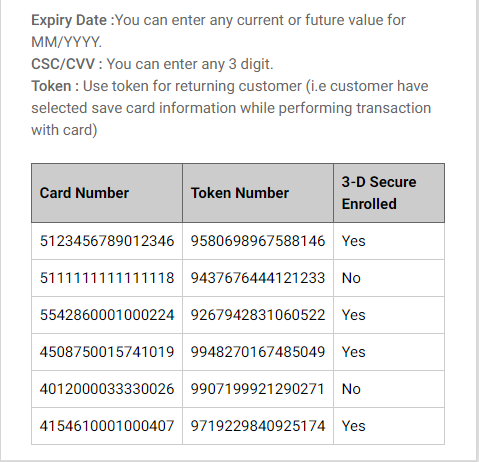 Expiry Date :You can enter any current or future value for
MM/YYYY.
CSC/CVV : You can enter any 3 digit.
Token : Use token for returning customer (i.e customer have
selected save card information while performing transaction
with card)
Card Number Token Number 3-D Secure Enrolled
5123456789012346 9580698967588146 Yes
5111111111111118 9437676444121233 No
5542860001000224 9267942831060522 Yes
4508750015741019 9948270167485049 Yes
4012000033330026 9907199921290271 No
4154610001000407 9719229840925174 Yes